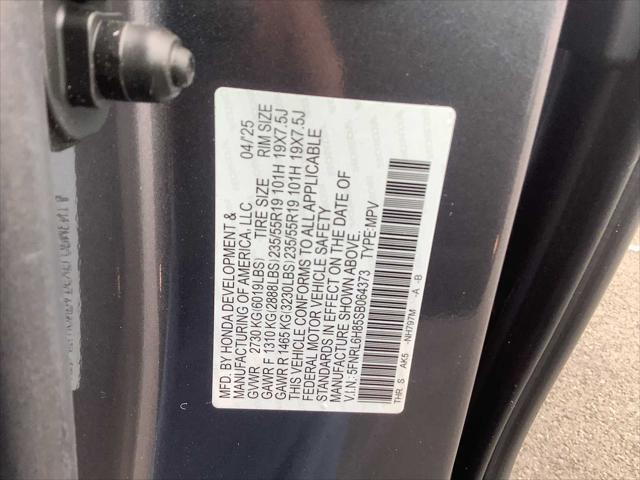 MFD. BY HONDA DEVELOPMENT & 04/'25
MANUFACTURING OF AMERICA, LLC
GVWR 2730 KG(6019LBS) TIRE SIZE RIM SIZE
GAWR F 1310 KG(2888LBS) 235/55R19 101H 19X7.5J
GAWR R 1465 KG(3230LBS) 235/55R19 101H 19X7.5J
THIS VEHICLE CONFORMS TO ALL APPLICABLE
FEDERAL MOTOR VEHICLE SAFETY
STANDARDS IN EFFECT ON THE DATE OF
MANUFACTURE SHOWN ABOVE.
V.I.N: 5FNRL6H85SB064373 TYPE:MPV
THR. S AK5 -NH797M -A -B